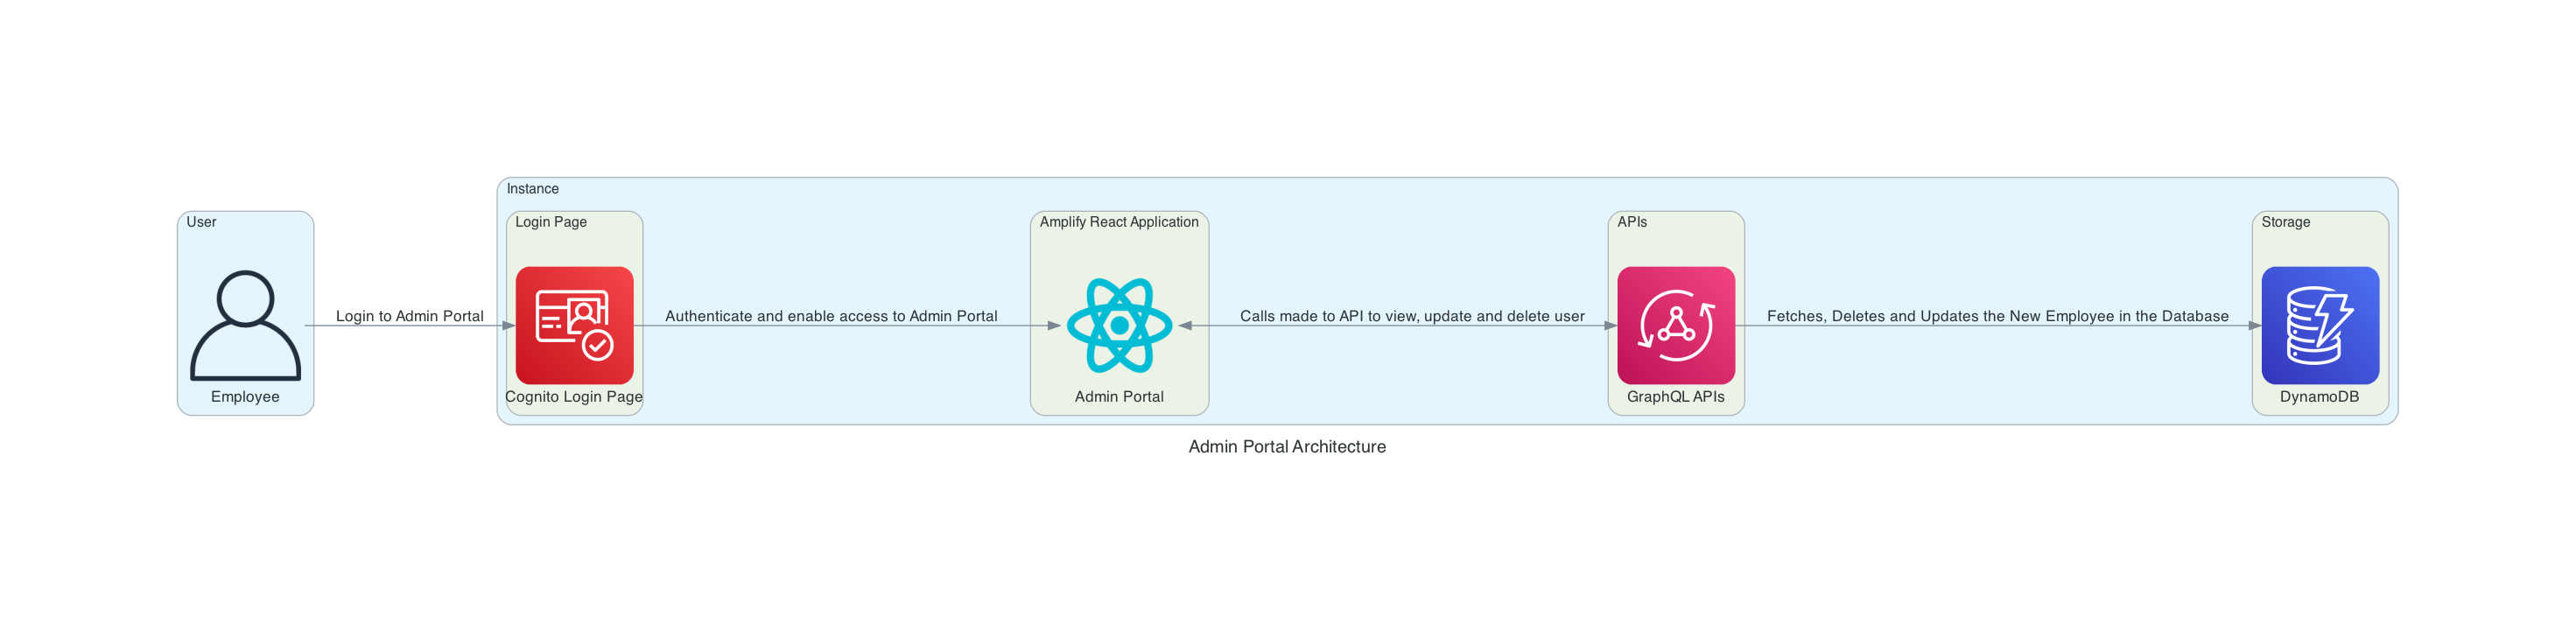 Instance
User
Login Page
Amplify React Application
APIs
Storage
Login to Admin Portal
Authenticate and enable access to Admin Portal
Calls made to API to view, update and delete user
Fetches, Deletes and Updates the New Employee in the Database
Employee
Cognito Login Page
Admin Portal
GraphQL APIs
DynamoDB
Admin Portal Architecture